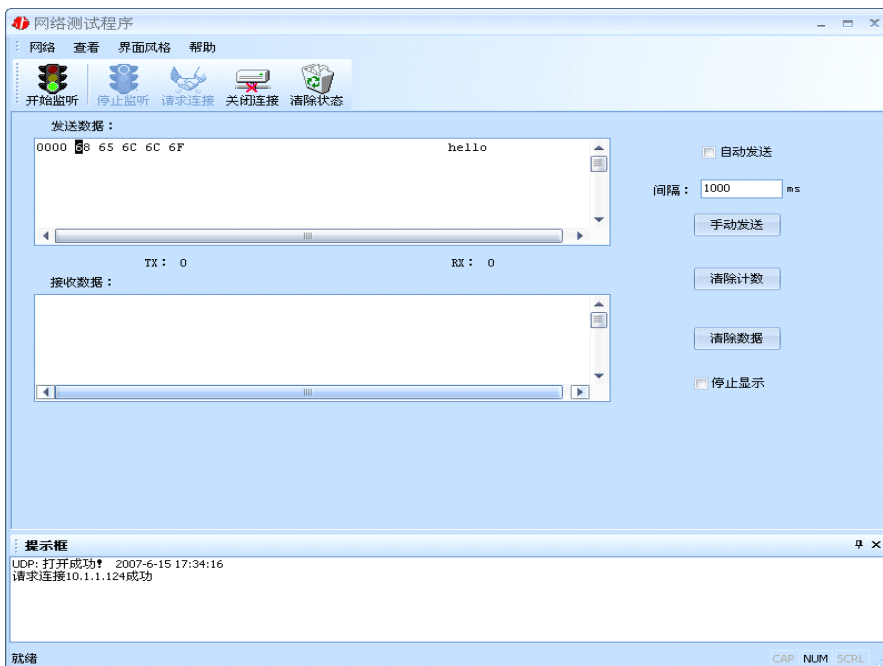 网络测试程序
网络 查看 界面风格 帮助
开始监听 停止监听 请求连接 关闭连接 清除状态
发送数据：
0000 68 65 6C 6C 6F hello
自动发送
间隔： 1000 ms
手动发送
TX： 0 RX： 0
接收数据：
清除计数
清除数据
停止显示
提示框
UDP: 打开成功！ 2007-6-15 17:34:16
请求连接10.1.1.124成功
就绪 CAP NUM SCRL